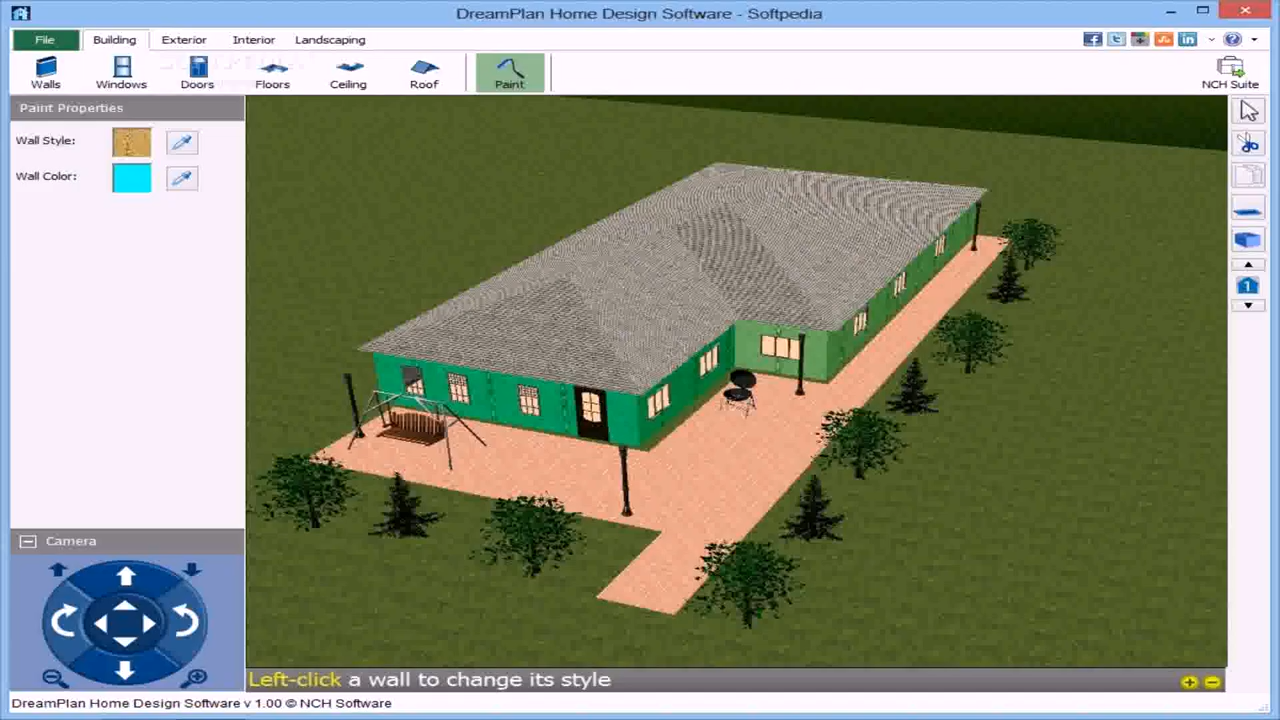 DreamPlan Home Design Software - Softpedia
File Building Exterior Interior Landscaping
Walls Windows Doors Floors Ceiling Roof Paint NCH Suite
Paint Properties
Wall Style:
Wall Color:
1
Camera
Left-click a wall to change its style
DreamPlan Home Design Software v 1.00 © NCH Software